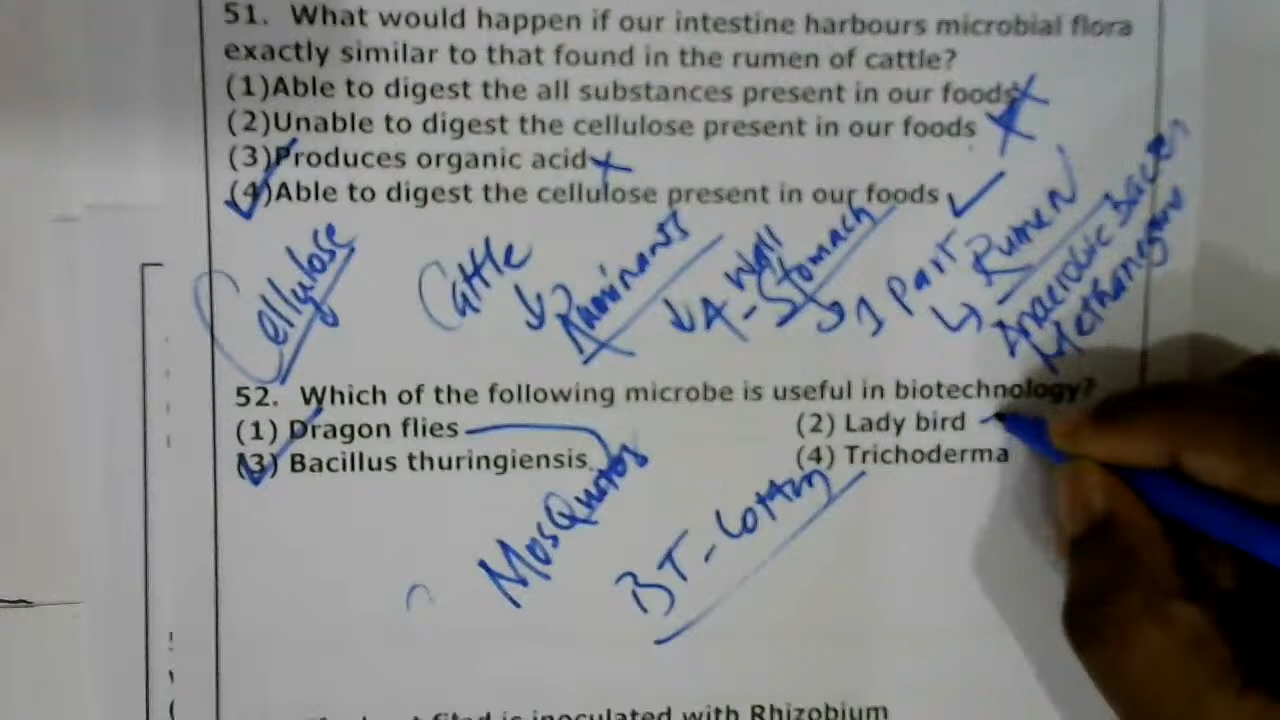 51. What would happen if our intestine harbours microbial flora
exactly similar to that found in the rumen of cattle?
(1)Able to digest the all substances present in our foods
(2)Unable to digest the cellulose present in our foods
(3)Produces organic acid
(4)Able to digest the cellulose present in our foods
Cellulose
Cattle
Ruminants
4 - Stomach
Wall
1 Part
Rumen
Anaerobic
52. Which of the following microbe is useful in biotechnology?
(1) Dragon flies
(2) Lady bird
(3) Bacillus thuringiensis
(4) Trichoderma
BT-Cotton
inoculated with Rhizobium